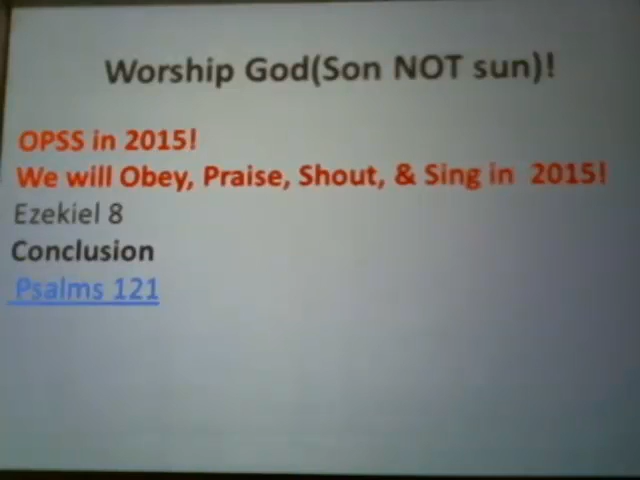 Worship God(Son NOT sun)!
OPSS in 2015!
We will Obey, Praise, Shout, & Sing in 2015!
Ezekiel 8
Conclusion
Psalms 121